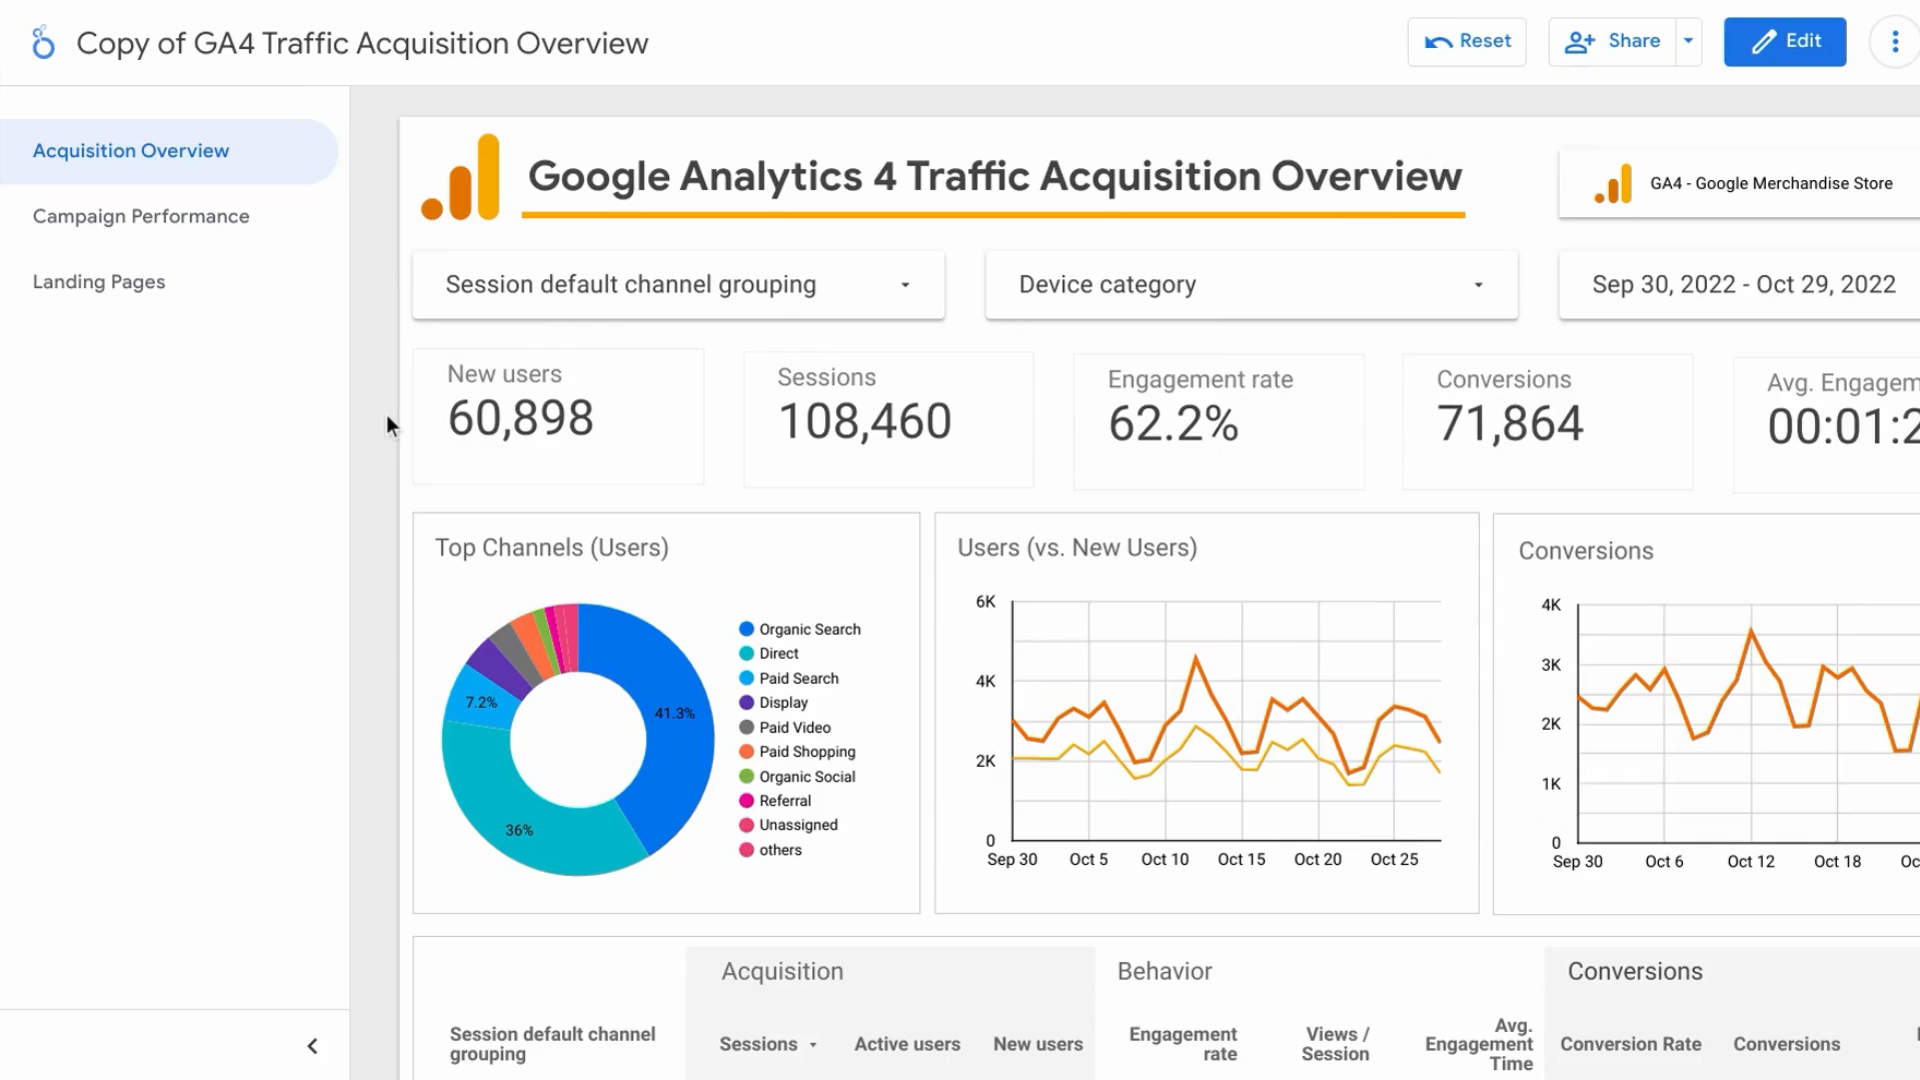 Copy of GA4 Traffic Acquisition Overview
Reset
Share
Edit
Acquisition Overview
Campaign Performance
Landing Pages
Google Analytics 4 Traffic Acquisition Overview
GA4 - Google Merchandise Store
Session default channel grouping
Device category
Sep 30, 2022 - Oct 29, 2022
New users
60,898
Sessions
108,460
Engagement rate
62.2%
Conversions
71,864
Avg. Engagem
00:01:2
Top Channels (Users)
41.3%
36%
7.2%
Organic Search
Direct
Paid Search
Display
Paid Video
Paid Shopping
Organic Social
Referral
Unassigned
others
Users (vs. New Users)
6K
4K
2K
0
Sep 30 Oct 5 Oct 10 Oct 15 Oct 20 Oct 25
Conversions
4K
3K
2K
1K
0
Sep 30 Oct 6 Oct 12 Oct 18 Oc
Acquisition
Behavior
Conversions
Session default channel
grouping
Sessions
Active users
New users
Engagement
rate
Views /
Session
Avg.
Engagement
Time
Conversion Rate
Conversions